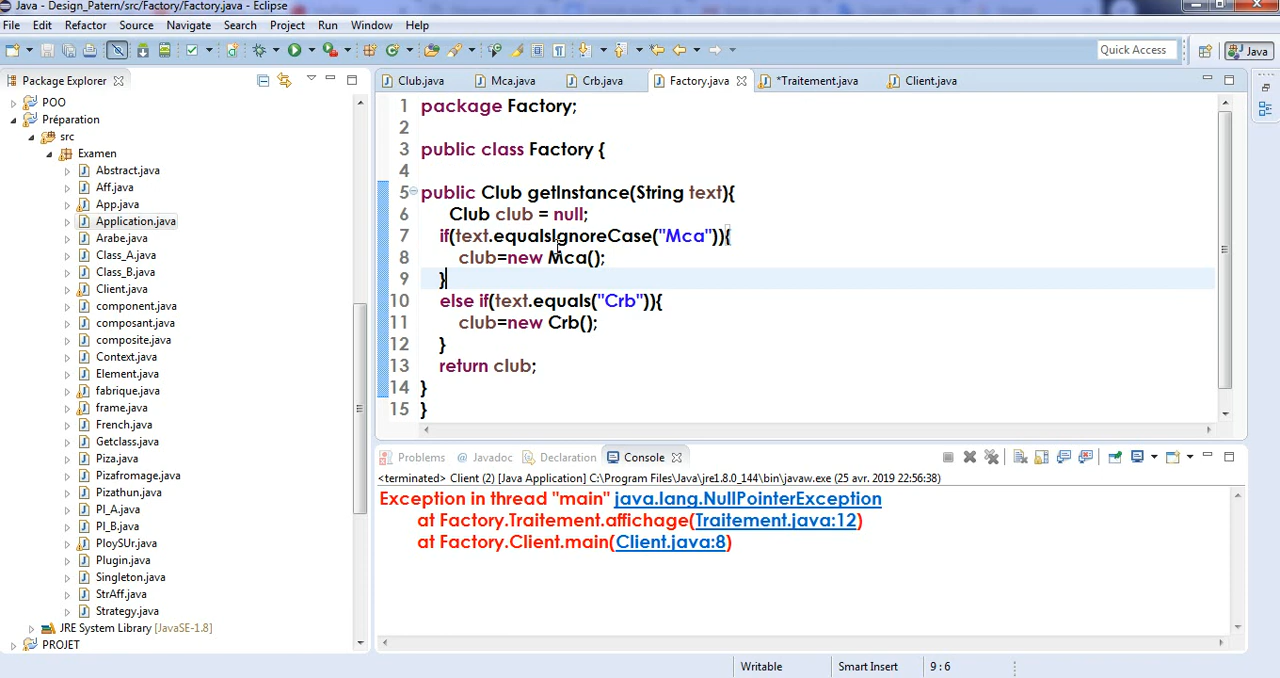 Java - Design_Patern/src/Factory/Factory.java - Eclipse
File Edit Refactor Source Navigate Search Project Run Window Help
Quick Access
Java
Package Explorer
Club.java Mca.java Crb.java Factory.java *Traitement.java Client.java
POO
Préparation
src
Examen
Abstract.java
Aff.java
App.java
Application.java
Arabe.java
Class_A.java
Class_B.java
Client.java
component.java
composant.java
composite.java
Context.java
Element.java
fabrique.java
frame.java
French.java
Getclass.java
Piza.java
Pizafromage.java
Pizathun.java
Pl_A.java
Pl_B.java
PloySUr.java
Plugin.java
Singleton.java
StrAff.java
Strategy.java
JRE System Library [JavaSE-1.8]
PROJET
1 package Factory;
2
3 public class Factory {
4
5 public Club getInstance(String text){
6 Club club = null;
7 if(text.equalsIgnoreCase("Mca")){
8 club=new Mca();
9 }
10 else if(text.equals("Crb")){
11 club=new Crb();
12 }
13 return club;
14 }
15 }
Problems @ Javadoc Declaration Console
<terminated> Client (2) [Java Application] C:\Program Files\Java\jre1.8.0_144\bin\javaw.exe (25 avr. 2019 22:56:38)
Exception in thread "main" java.lang.NullPointerException
at Factory.Traitement.affichage(Traitement.java:12)
at Factory.Client.main(Client.java:8)
Writable Smart Insert 9 : 6